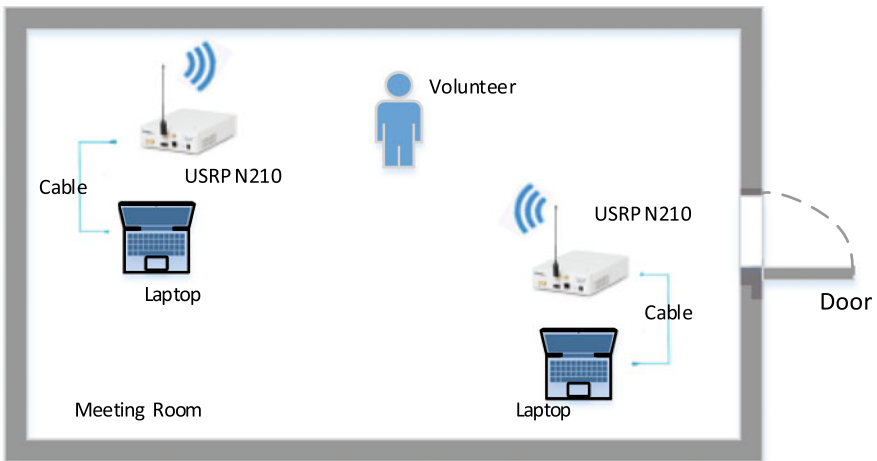 Volunteer
USRP N210
Cable
USRP N210
Laptop
Door
Cable
Meeting Room
Laptop